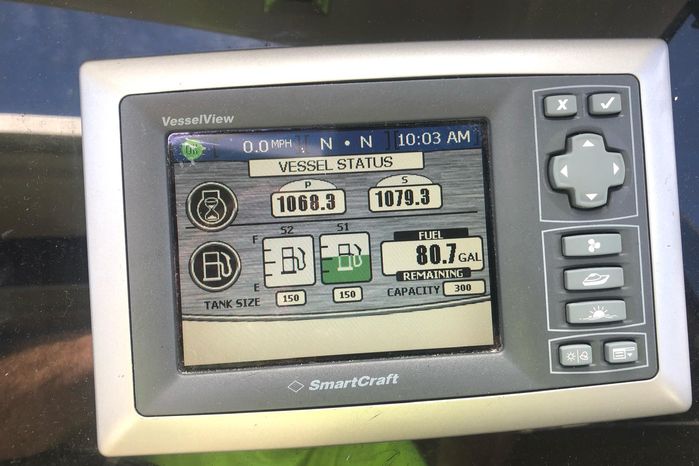 VesselView
0.0 MPH N • N 10:03 AM
VESSEL STATUS
P S
1068.3 1079.3
S2 S1 FUEL
F
80.7 GAL
REMAINING
E
TANK SIZE 150 150 CAPACITY 300
SmartCraft
X